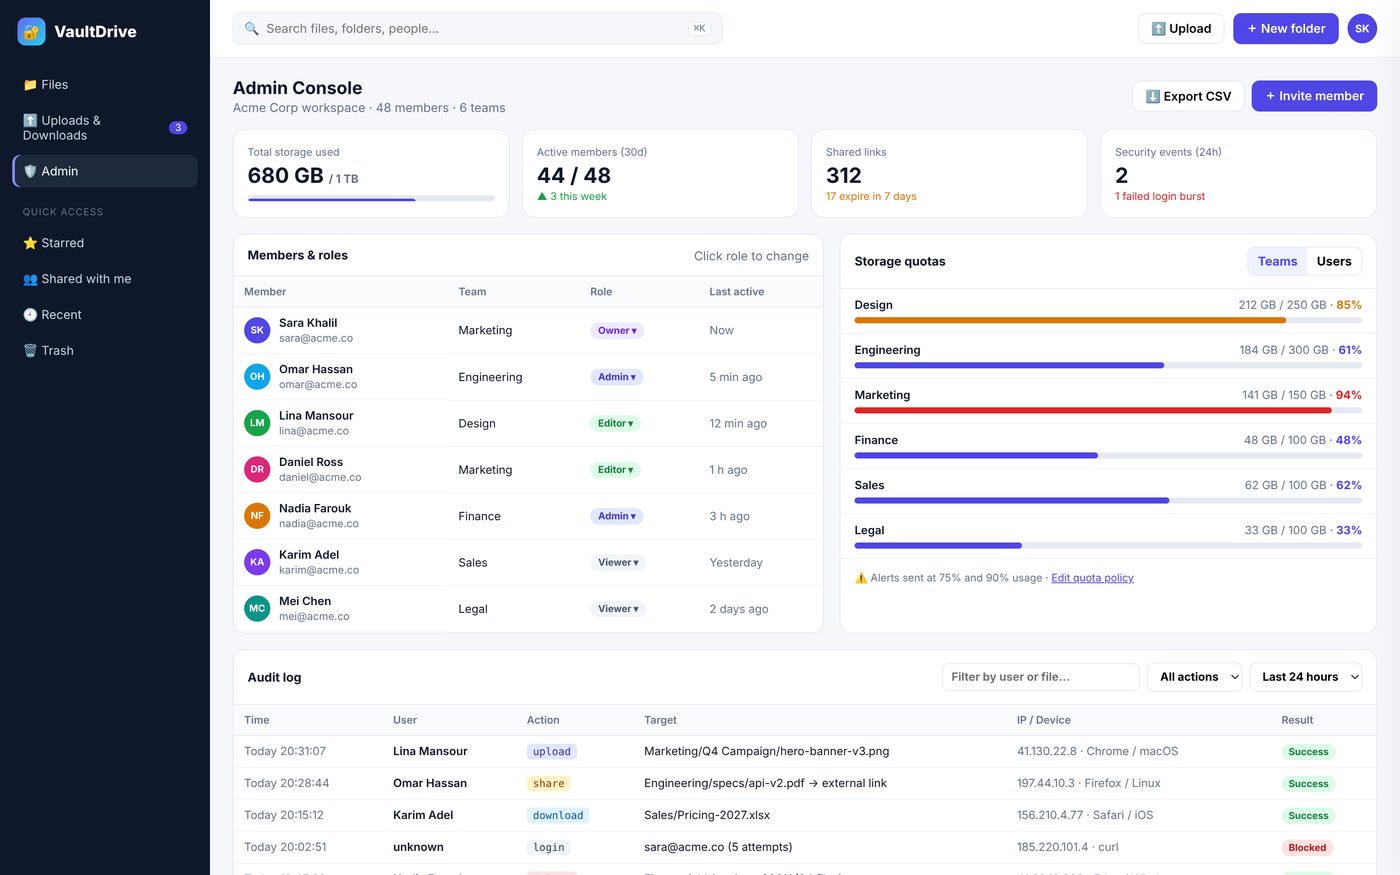 VaultDrive
Search files, folders, people...
⌘K
Upload
+ New folder
SK
Files
Uploads & Downloads
3
Admin
QUICK ACCESS
Starred
Shared with me
Recent
Trash
Admin Console
Acme Corp workspace · 48 members · 6 teams
Export CSV
+ Invite member
Total storage used
680 GB / 1 TB
Active members (30d)
44 / 48
▲ 3 this week
Shared links
312
17 expire in 7 days
Security events (24h)
2
1 failed login burst
Members & roles
Click role to change
Member Team Role Last active
SK Sara Khalil Marketing Owner ▾ Now
sara@acme.co
OH Omar Hassan Engineering Admin ▾ 5 min ago
omar@acme.co
LM Lina Mansour Design Editor ▾ 12 min ago
lina@acme.co
DR Daniel Ross Marketing Editor ▾ 1 h ago
daniel@acme.co
NF Nadia Farouk Finance Admin ▾ 3 h ago
nadia@acme.co
KA Karim Adel Sales Viewer ▾ Yesterday
karim@acme.co
MC Mei Chen Legal Viewer ▾ 2 days ago
mei@acme.co
Storage quotas
Teams Users
Design 212 GB / 250 GB · 85%
Engineering 184 GB / 300 GB · 61%
Marketing 141 GB / 150 GB · 94%
Finance 48 GB / 100 GB · 48%
Sales 62 GB / 100 GB · 62%
Legal 33 GB / 100 GB · 33%
⚠️ Alerts sent at 75% and 90% usage · Edit quota policy
Audit log
Filter by user or file...
All actions
Last 24 hours
Time User Action Target IP / Device Result
Today 20:31:07 Lina Mansour upload Marketing/Q4 Campaign/hero-banner-v3.png 41.130.22.8 · Chrome / macOS Success
Today 20:28:44 Omar Hassan share Engineering/specs/api-v2.pdf → external link 197.44.10.3 · Firefox / Linux Success
Today 20:15:12 Karim Adel download Sales/Pricing-2027.xlsx 156.210.4.77 · Safari / iOS Success
Today 20:02:51 unknown login sara@acme.co (5 attempts) 185.220.101.4 · curl Blocked